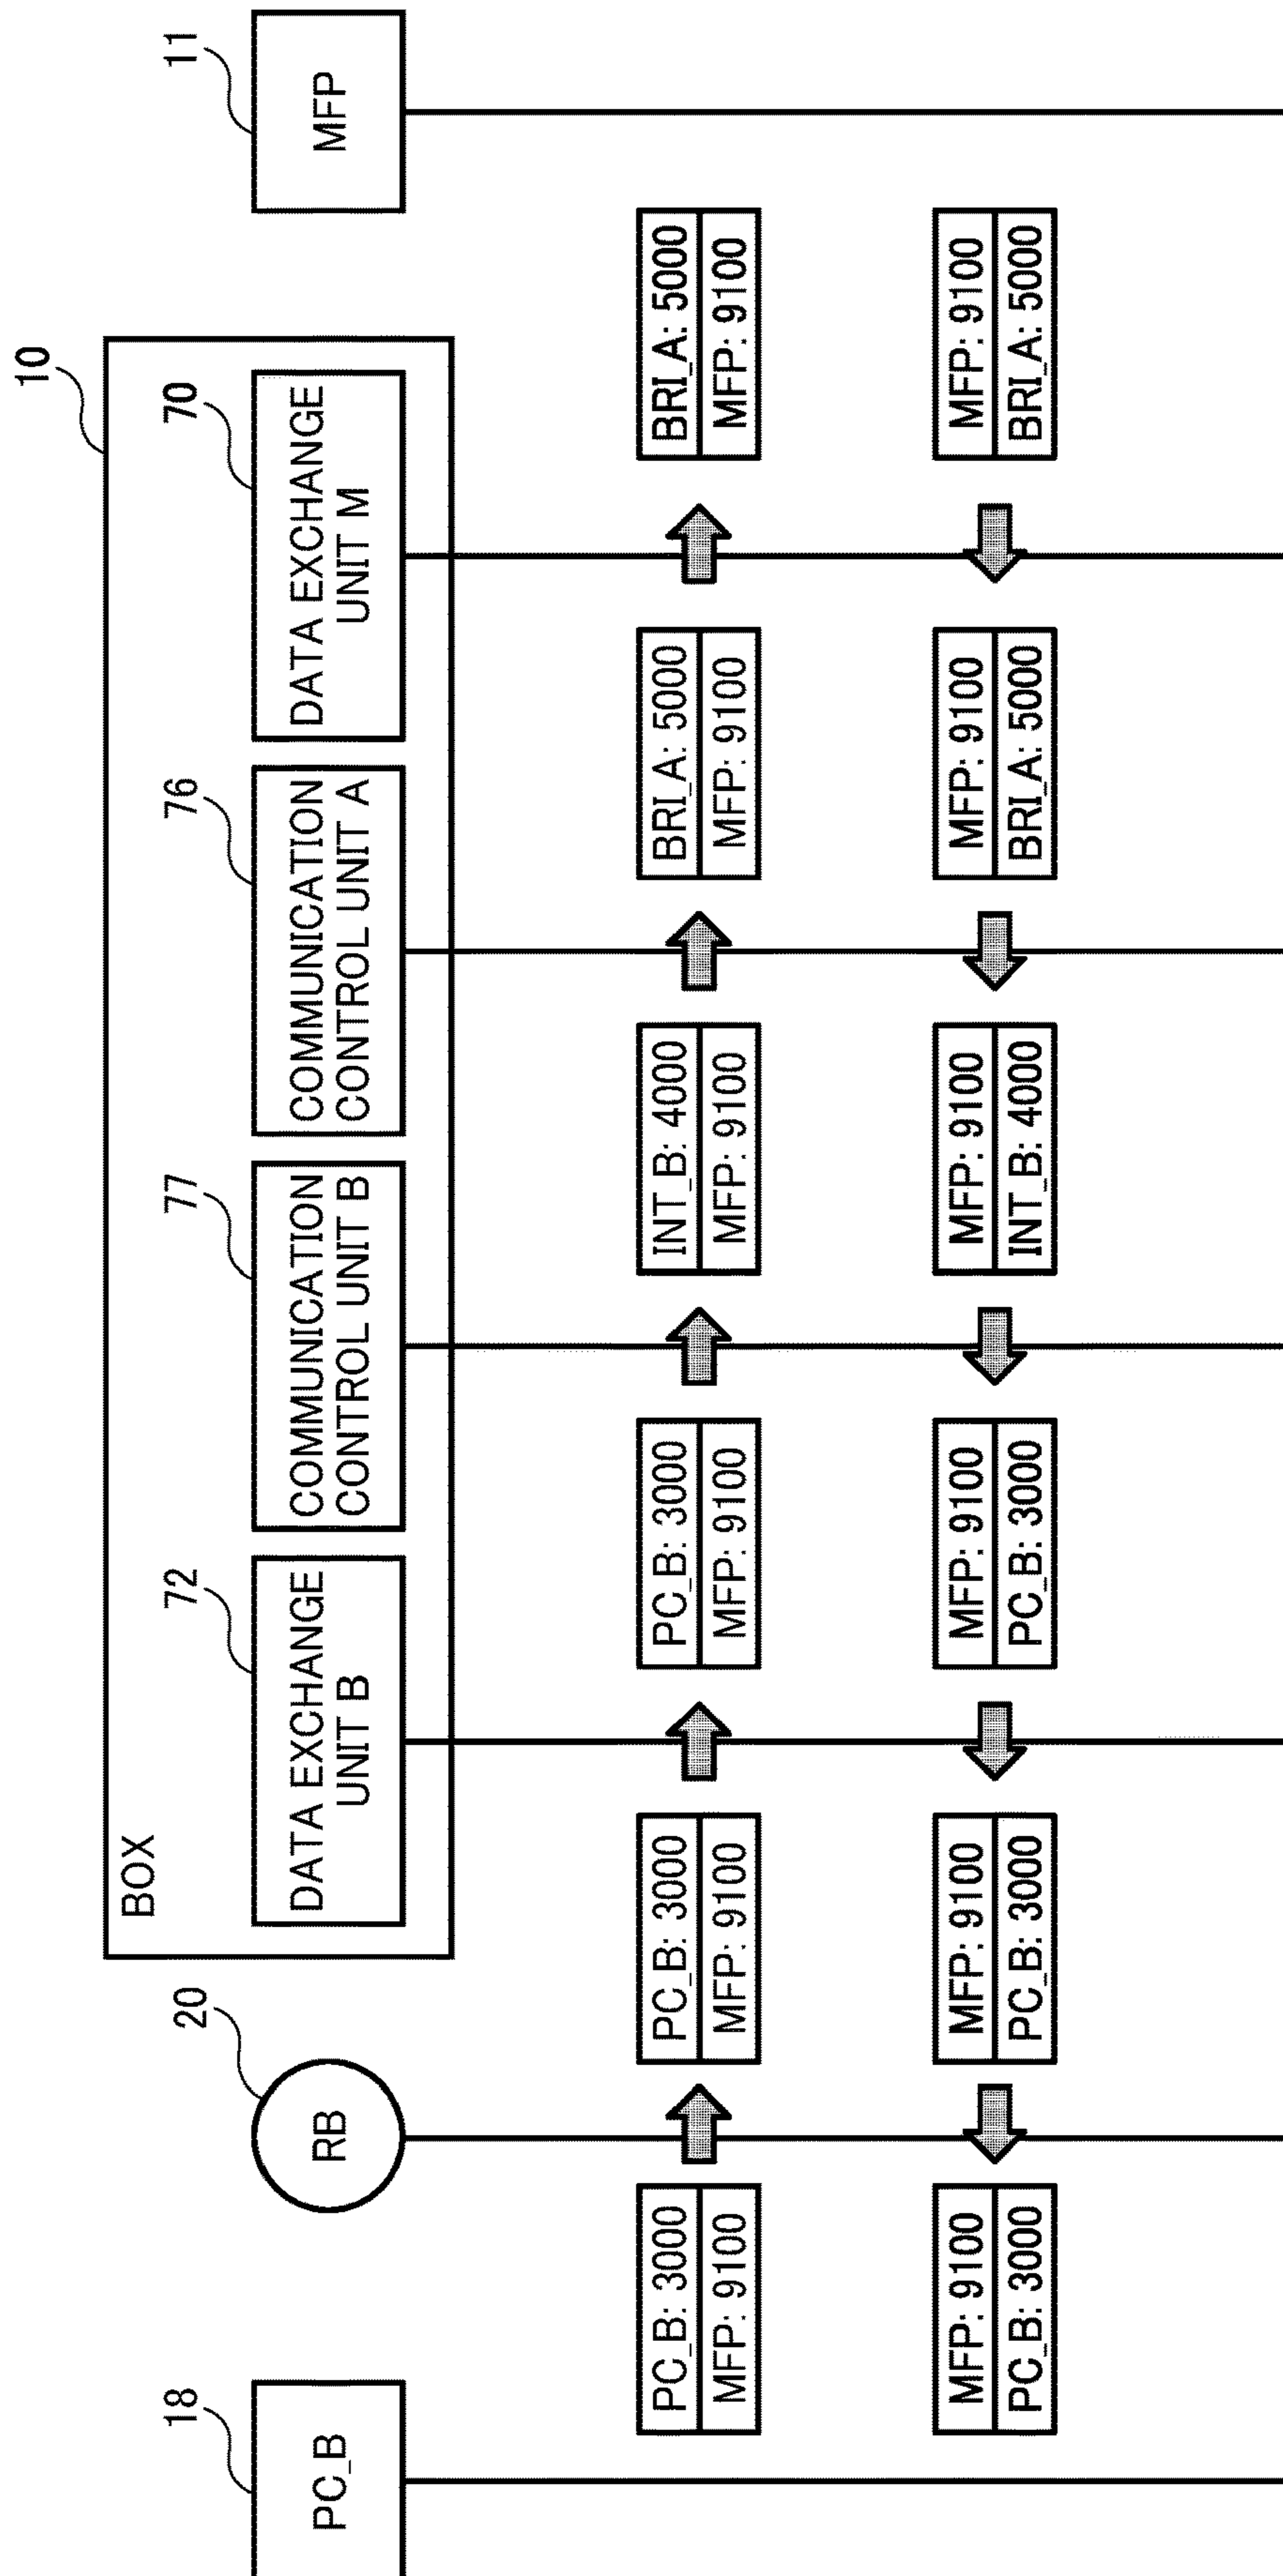 18
PC_B
20
RB
10
BOX
72
DATA EXCHANGE
UNIT B
77
COMMUNICATION
CONTROL UNIT B
76
COMMUNICATION
CONTROL UNIT A
70
DATA EXCHANGE
UNIT M
11
MFP
PC_B: 3000
MFP: 9100
PC_B: 3000
MFP: 9100
PC_B: 3000
MFP: 9100
INT_B: 4000
MFP: 9100
BRI_A: 5000
MFP: 9100
BRI_A: 5000
MFP: 9100
MFP: 9100
PC_B: 3000
MFP: 9100
PC_B: 3000
MFP: 9100
PC_B: 3000
MFP: 9100
INT_B: 4000
MFP: 9100
BRI_A: 5000
MFP: 9100
BRI_A: 5000